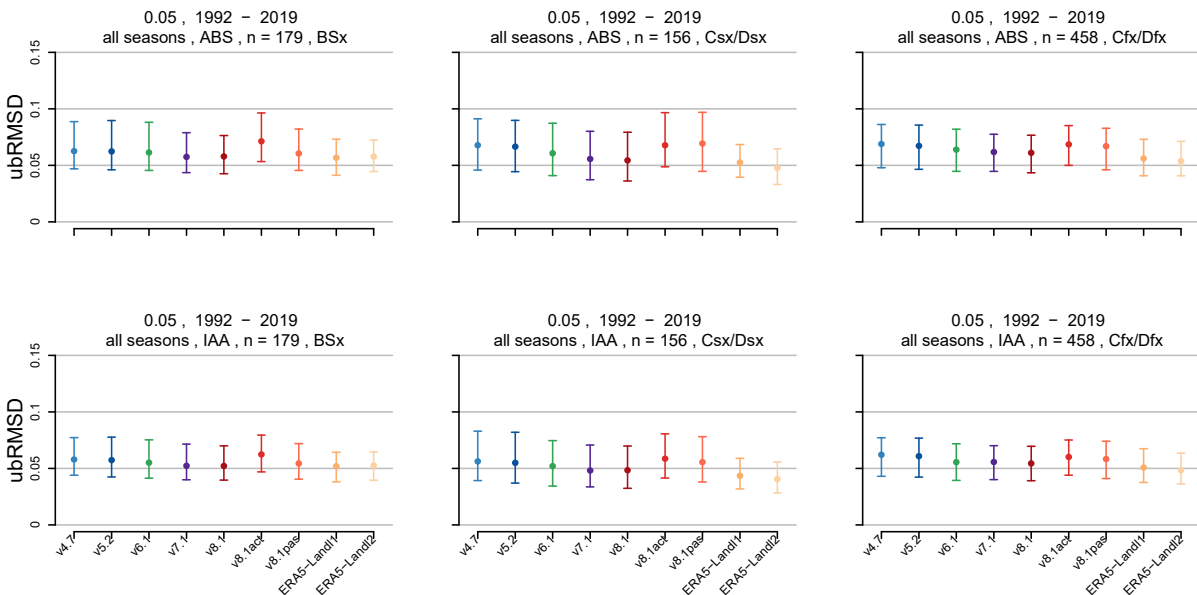 0.05 , 1992 − 2019
all seasons , ABS , n = 179 , BSx
0.05 , 1992 − 2019
all seasons , ABS , n = 156 , Csx/Dsx
0.05 , 1992 − 2019
all seasons , ABS , n = 458 , Cfx/Dfx
ubRMSD
0.15
0.1
0.05
0
0.05 , 1992 − 2019
all seasons , IAA , n = 179 , BSx
0.05 , 1992 − 2019
all seasons , IAA , n = 156 , Csx/Dsx
0.05 , 1992 − 2019
all seasons , IAA , n = 458 , Cfx/Dfx
ubRMSD
0.15
0.1
0.05
0
v4.7
v5.2
v6.1
v7.1
v8.1
v8.1act
v8.1pas
ERA5−Landl1
ERA5−Landl2
v4.7
v5.2
v6.1
v7.1
v8.1
v8.1act
v8.1pas
ERA5−Landl1
ERA5−Landl2
v4.7
v5.2
v6.1
v7.1
v8.1
v8.1act
v8.1pas
ERA5−Landl1
ERA5−Landl2